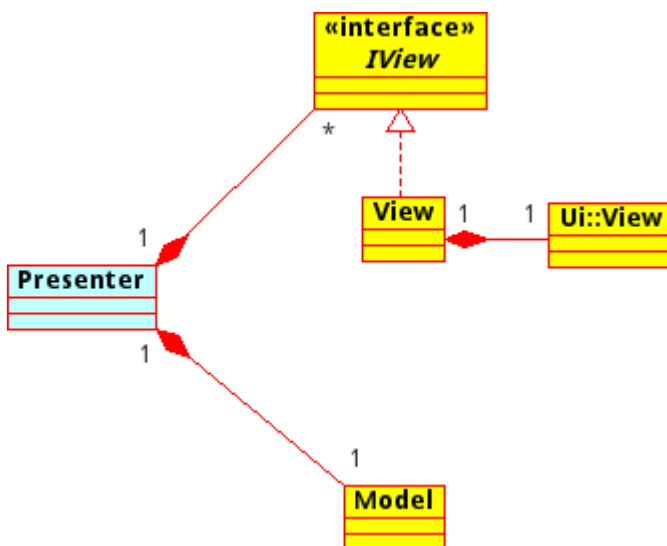 «interface»
IView
*
View
1
1
Ui::View
1
Presenter
1
1
Model